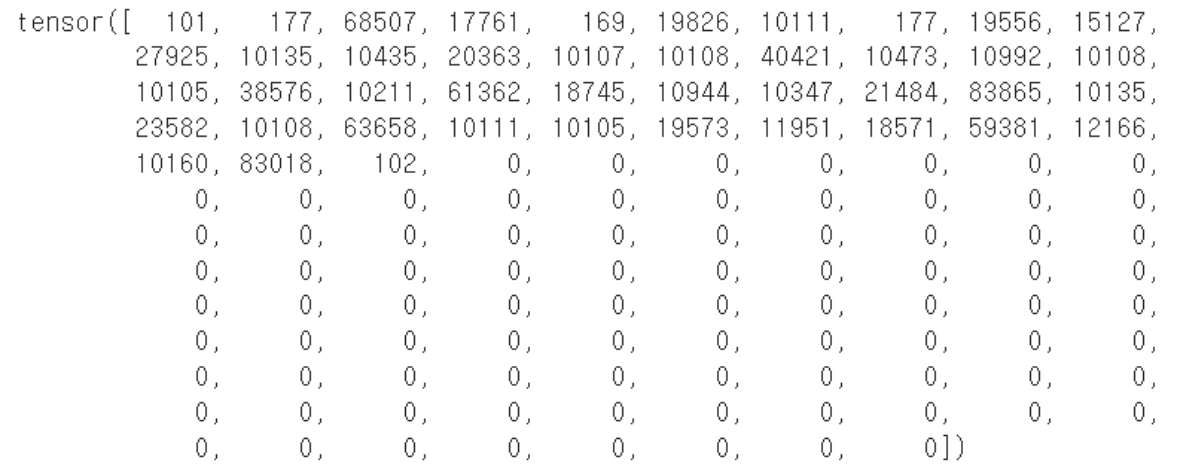 tensor([ 101, 177, 68507, 17761, 169, 19826, 10111, 177, 19556, 15127,
27925, 10135, 10435, 20363, 10107, 10108, 40421, 10473, 10992, 10108,
10105, 38576, 10211, 61362, 18745, 10944, 10347, 21484, 83865, 10135,
23582, 10108, 63658, 10111, 10105, 19573, 11951, 18571, 59381, 12166,
10160, 83018, 102, 0, 0, 0, 0, 0, 0, 0,
0, 0, 0, 0, 0, 0, 0, 0, 0, 0,
0, 0, 0, 0, 0, 0, 0, 0, 0, 0,
0, 0, 0, 0, 0, 0, 0, 0, 0, 0,
0, 0, 0, 0, 0, 0, 0, 0, 0, 0,
0, 0, 0, 0, 0, 0, 0, 0, 0, 0,
0, 0, 0, 0, 0, 0, 0, 0, 0, 0,
0, 0, 0, 0, 0, 0, 0, 0, 0, 0,
0, 0, 0, 0, 0, 0, 0, 0])